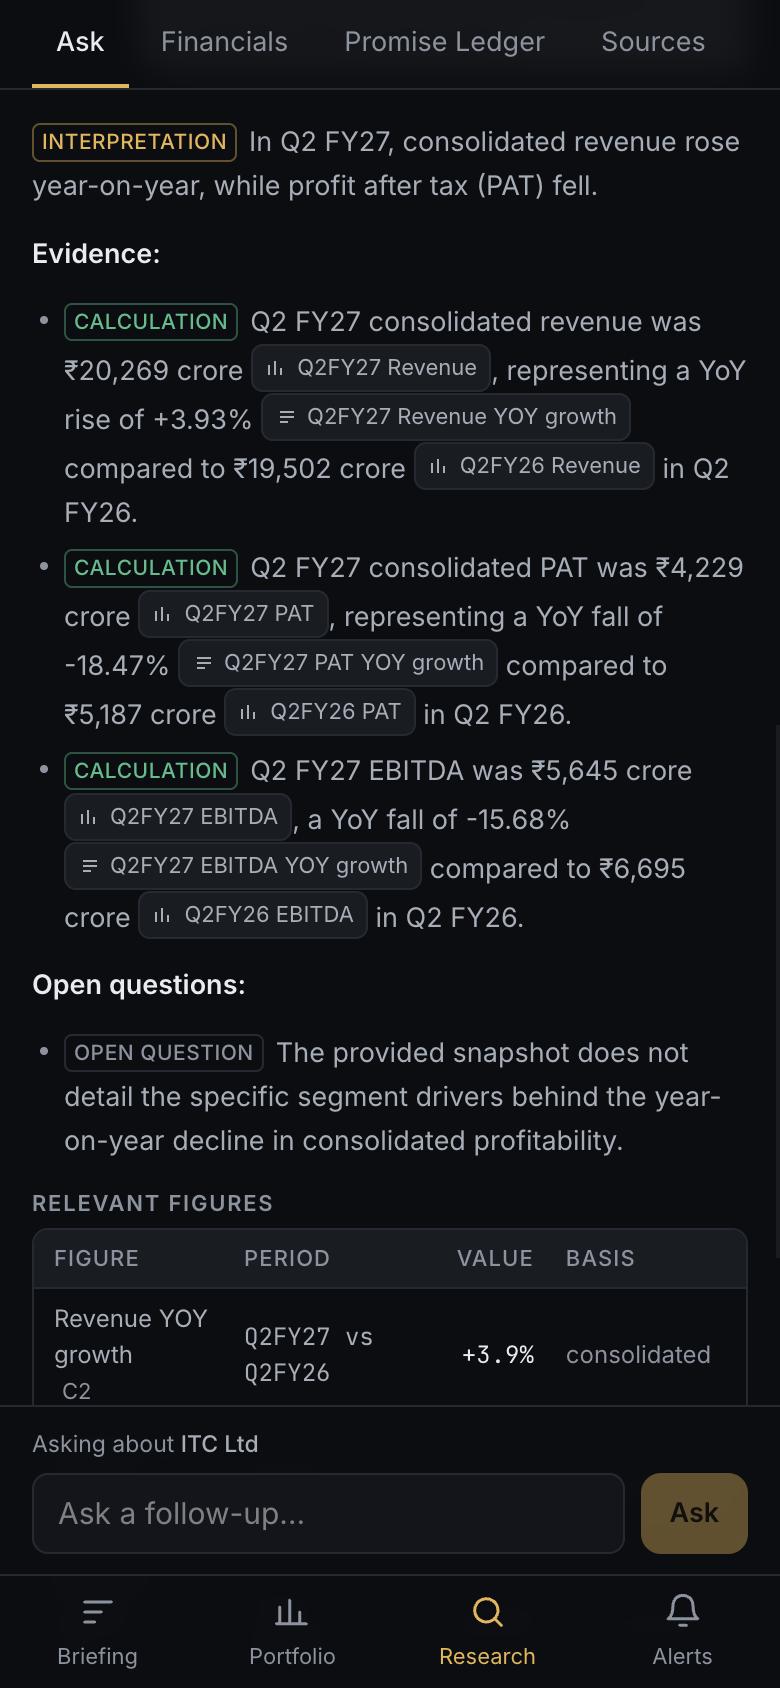 Ask Financials Promise Ledger Sources
INTERPRETATION In Q2 FY27, consolidated revenue rose
year-on-year, while profit after tax (PAT) fell.
Evidence:
• CALCULATION Q2 FY27 consolidated revenue was
₹20,269 crore Q2FY27 Revenue, representing a YoY
rise of +3.93% Q2FY27 Revenue YOY growth
compared to ₹19,502 crore Q2FY26 Revenue in Q2
FY26.
• CALCULATION Q2 FY27 consolidated PAT was ₹4,229
crore Q2FY27 PAT, representing a YoY fall of
-18.47% Q2FY27 PAT YOY growth compared to
₹5,187 crore Q2FY26 PAT in Q2 FY26.
• CALCULATION Q2 FY27 EBITDA was ₹5,645 crore
Q2FY27 EBITDA, a YoY fall of -15.68%
Q2FY27 EBITDA YOY growth compared to ₹6,695
crore Q2FY26 EBITDA in Q2 FY26.
Open questions:
• OPEN QUESTION The provided snapshot does not
detail the specific segment drivers behind the year-
on-year decline in consolidated profitability.
RELEVANT FIGURES
FIGURE PERIOD VALUE BASIS
Revenue YOY
growth
C2
Q2FY27 vs
Q2FY26
+3.9%
consolidated
Asking about ITC Ltd
Ask a follow-up...
Ask
Briefing Portfolio Research Alerts